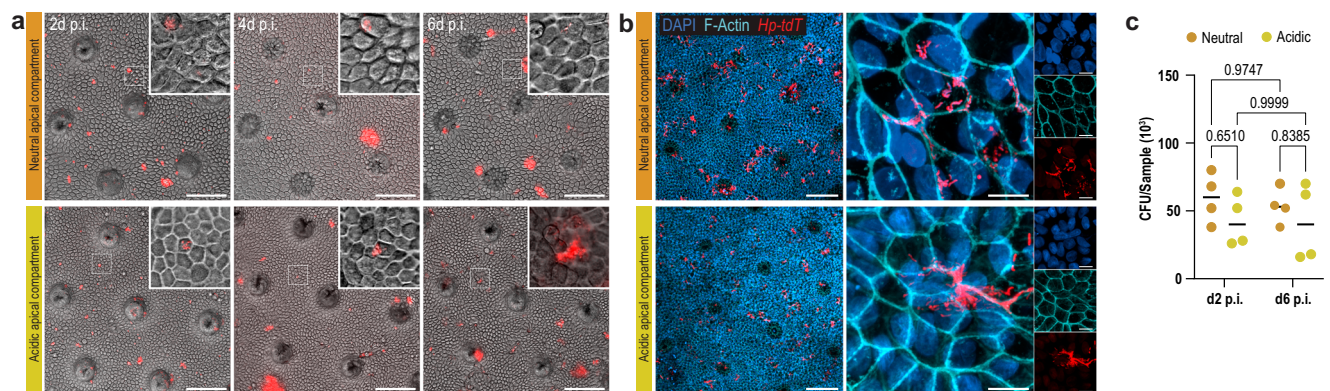 a
2d p.i.
4d p.i.
6d p.i.
Neutral apical compartment
Acidic apical compartment
b
DAPI F-Actin Hp-tdT
Neutral apical compartment
Acidic apical compartment
c
Neutral Acidic
CFU/Sample (10³)
150
100
50
0
0.9747
0.9999
0.6510
0.8385
d2 p.i.
d6 p.i.